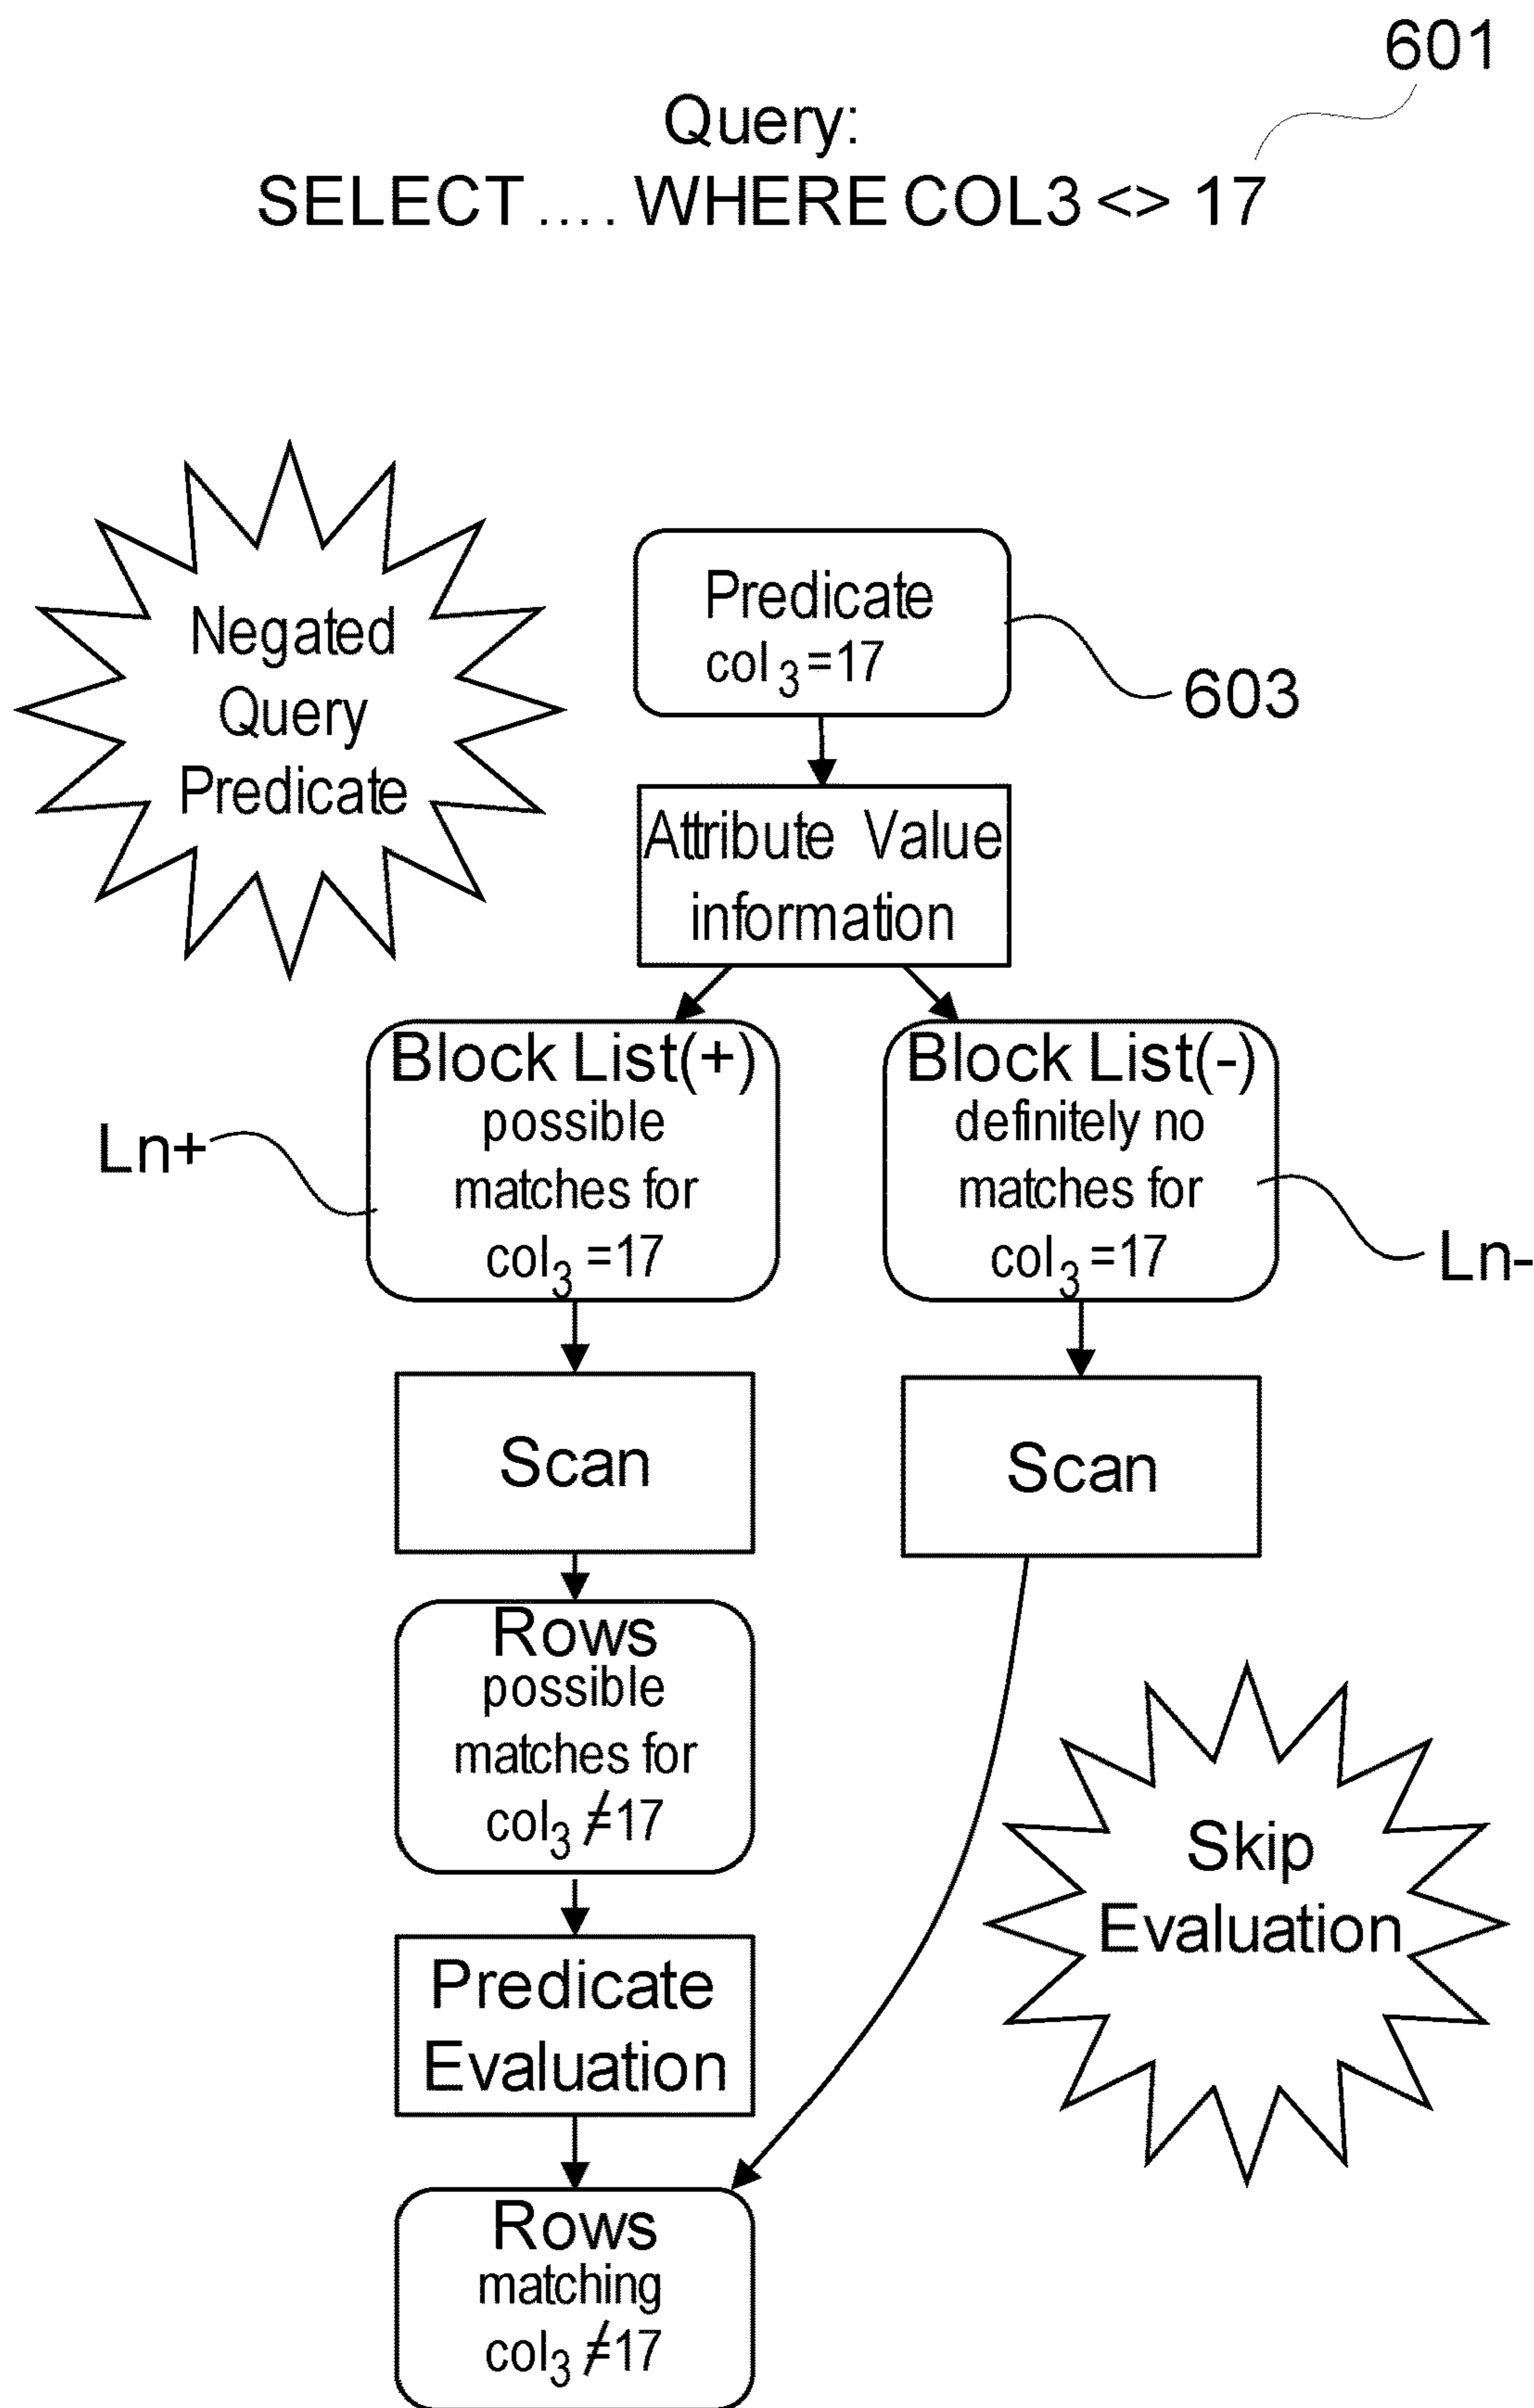 601
Query:
SELECT .... WHERE COL3 <> 17
Negated
Query
Predicate
Predicate
col3=17
603
Attribute Value
information
Block List(+)
possible
matches for
col3=17
Ln+
Block List(-)
definitely no
matches for
col3=17
Ln-
Scan
Scan
Rows
possible
matches for
col3≠17
Skip
Evaluation
Predicate
Evaluation
Rows
matching
col3≠17